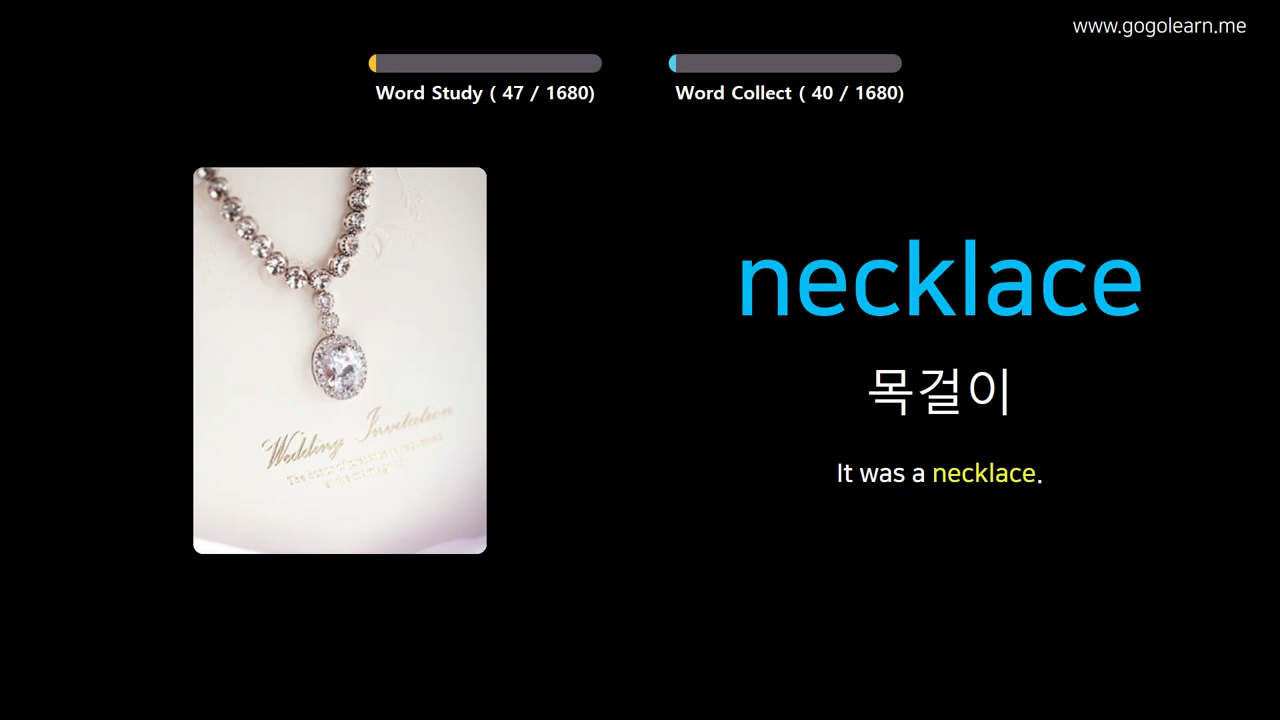 www.gogolearn.me
Word Study ( 47 / 1680)
Word Collect ( 40 / 1680)
necklace
목걸이
It was a necklace.
Wedding Invitation